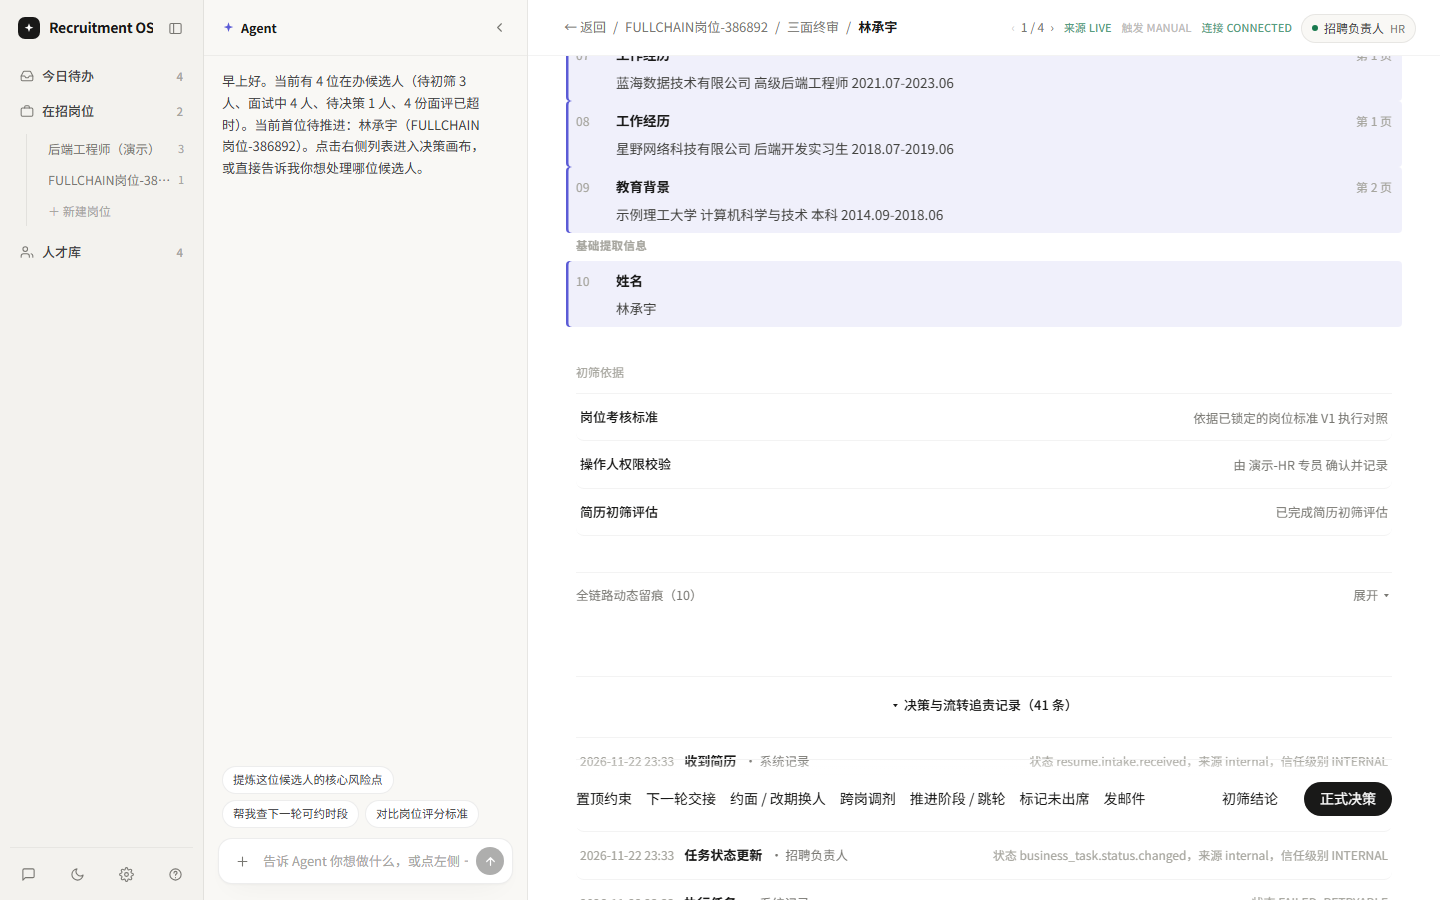 Recruitment OS
今日待办 4
在招岗位 2
后端工程师（演示） 3
FULLCHAIN岗位-38··· 1
+ 新建岗位
人才库 4
Agent
早上好。当前有 4 位在办候选人（待初筛 3
人、面试中 4 人、待决策 1 人、4 份面评已超
时）。当前首位待推进：林承宇（FULLCHAIN
岗位-386892）。点击右侧列表进入决策画布，
或直接告诉我你想处理哪位候选人。
提炼这位候选人的核心风险点
帮我查下一轮可约时段
对比岗位评分标准
告诉 Agent 你想做什么，或点左侧 -
← 返回 / FULLCHAIN岗位-386892 / 三面终审 / 林承宇
‹ 1 / 4 › 来源 LIVE 触发 MANUAL 连接 CONNECTED 招聘负责人 HR
07 工作经历 第 1 页
蓝海数据技术有限公司 高级后端工程师 2021.07-2023.06
08 工作经历 第 1 页
星野网络科技有限公司 后端开发实习生 2018.07-2019.06
09 教育背景 第 2 页
示例理工大学 计算机科学与技术 本科 2014.09-2018.06
基础提取信息
10 姓名
林承宇
初筛依据
岗位考核标准 依据已锁定的岗位标准 V1 执行对照
操作人权限校验 由 演示-HR 专员 确认并记录
简历初筛评估 已完成简历初筛评估
全链路动态留痕（10） 展开
决策与流转追责记录（41 条）
2026-11-22 23:33 收到简历 · 系统记录 状态 resume.intake.received，来源 internal，信任级别 INTERNAL
置顶约束 下一轮交接 约面 / 改期换人 跨岗调剂 推进阶段 / 跳轮 标记未出席 发邮件 初筛结论 正式决策
2026-11-22 23:33 任务状态更新 · 招聘负责人 状态 business_task.status.changed，来源 internal，信任级别 INTERNAL